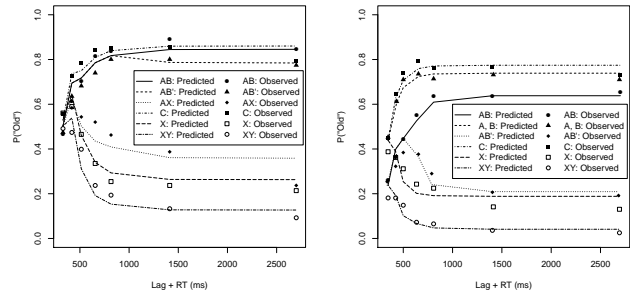 P("Old")
1.0
0.8
0.6
0.4
0.2
0.0
AB: Predicted AB: Observed
AB': Predicted AB': Observed
AX: Predicted AX: Observed
C: Predicted C: Observed
X: Predicted X: Observed
XY: Predicted XY: Observed
500 1000 1500 2000 2500
Lag + RT (ms)
P("Old")
1.0
0.8
0.6
0.4
0.2
0.0
AB: Predicted AB: Observed
A, B: Predicted A, B: Observed
AB': Predicted AB': Observed
C: Predicted C: Observed
X: Predicted X: Observed
XY: Predicted XY: Observed
500 1000 1500 2000 2500
Lag + RT (ms)